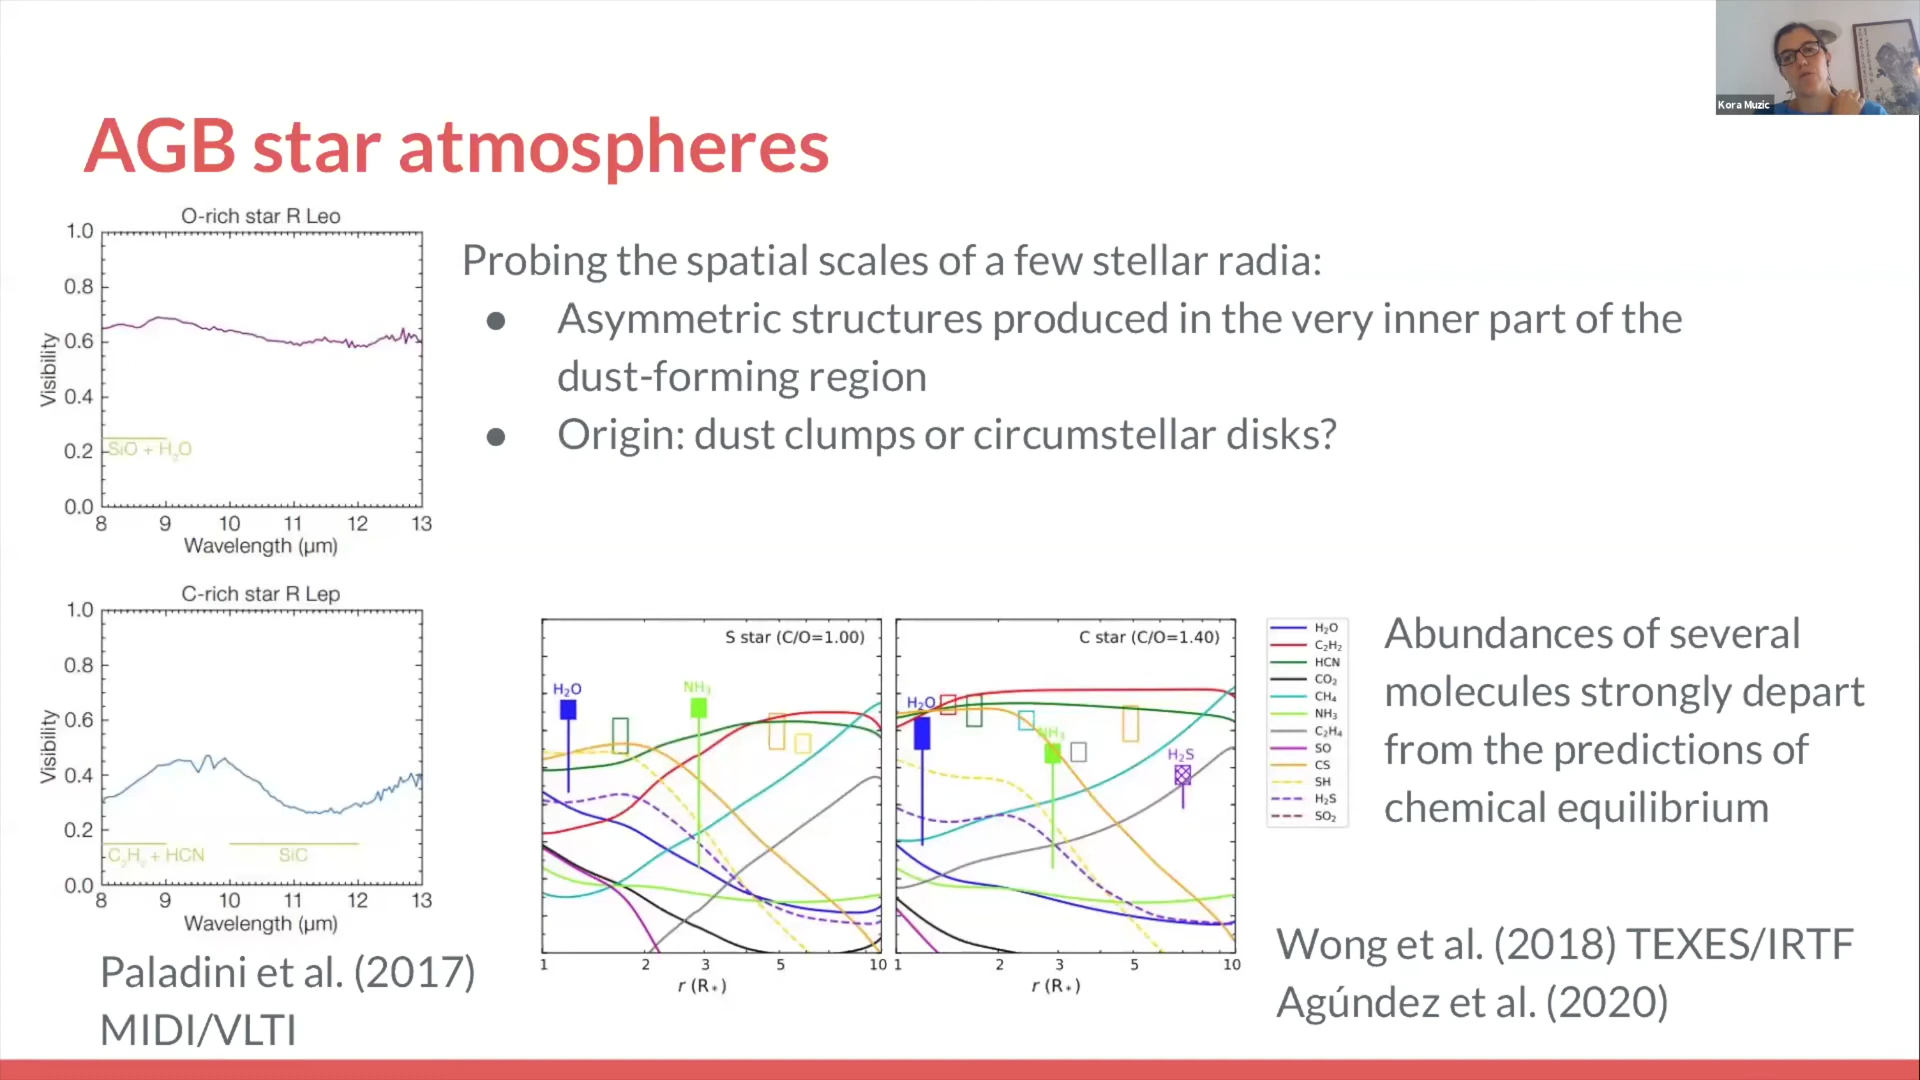 Kora Muzic
AGB star atmospheres
O-rich star R Leo
1.0
0.8
0.6
0.4
0.2
0.0
Visibility
SiO + H2O
8 9 10 11 12 13
Wavelength (μm)
Probing the spatial scales of a few stellar radia:
● Asymmetric structures produced in the very inner part of the
dust-forming region
● Origin: dust clumps or circumstellar disks?
C-rich star R Lep
1.0
0.8
0.6
0.4
0.2
0.0
Visibility
C2H2 + HCN
SiC
8 9 10 11 12 13
Wavelength (μm)
Paladini et al. (2017)
MIDI/VLTI
S star (C/O=1.00)
H2O
NH3
1 2 3 5 10
r (R*)
C star (C/O=1.40)
H2O
NH3
H2S
1 2 3 5 10
r (R*)
H2O
C2H2
HCN
CO2
CH4
NH3
C2H4
SO
CS
SH
H2S
SO2
Abundances of several
molecules strongly depart
from the predictions of
chemical equilibrium
Wong et al. (2018) TEXES/IRTF
Agúndez et al. (2020)